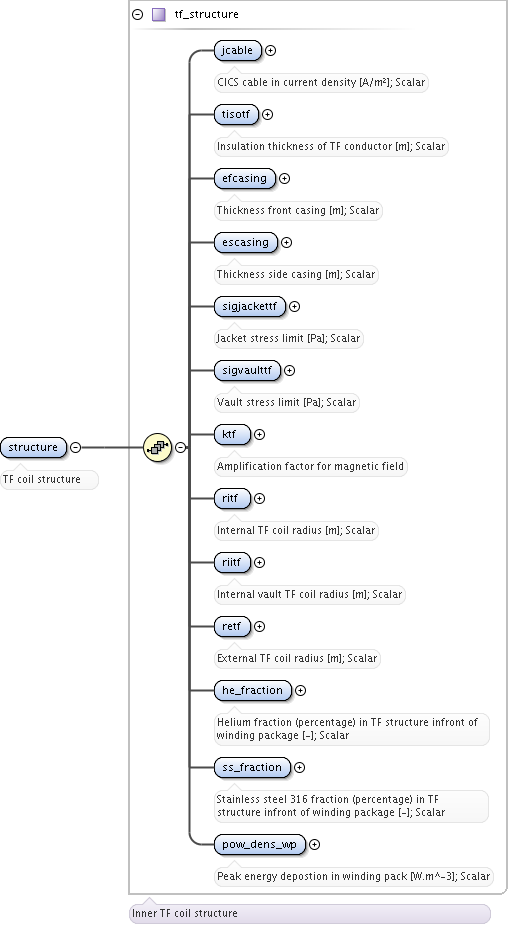 tf_structure
jcable
CICS cable in current density [A/m²]; Scalar
tisotf
Insulation thickness of TF conductor [m]; Scalar
efcasing
Thickness front casing [m]; Scalar
escasing
Thickness side casing [m]; Scalar
sigjackettf
Jacket stress limit [Pa]; Scalar
sigvaulttf
Vault stress limit [Pa]; Scalar
structure
TF coil structure
ktf
Amplification factor for magnetic field
ritf
Internal TF coil radius [m]; Scalar
riitf
Internal vault TF coil radius [m]; Scalar
retf
External TF coil radius [m]; Scalar
he_fraction
Helium fraction (percentage) in TF structure infront of
winding package [-]; Scalar
ss_fraction
Stainless steel 316 fraction (percentage) in TF
structure infront of winding package [-]; Scalar
pow_dens_wp
Peak energy depostion in winding pack [W.m^-3]; Scalar
Inner TF coil structure